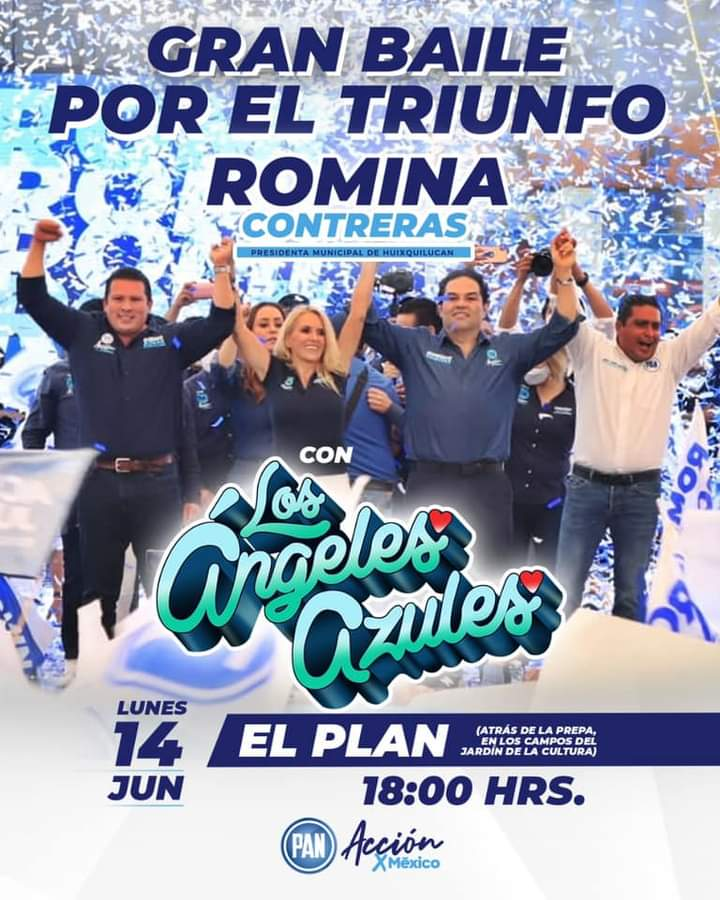 GRAN BAILE
POR EL TRIUNFO
ROMINA
CONTRERAS
PRESIDENTA MUNICIPAL DE HUIXQUILUCAN
CON
Los
Ángeles
Azules
LUNES
14
JUN
EL PLAN
(ATRÁS DE LA PREPA,
EN LOS CAMPOS DEL
JARDÍN DE LA CULTURA)
18:00 HRS.
PAN
Acción
X México